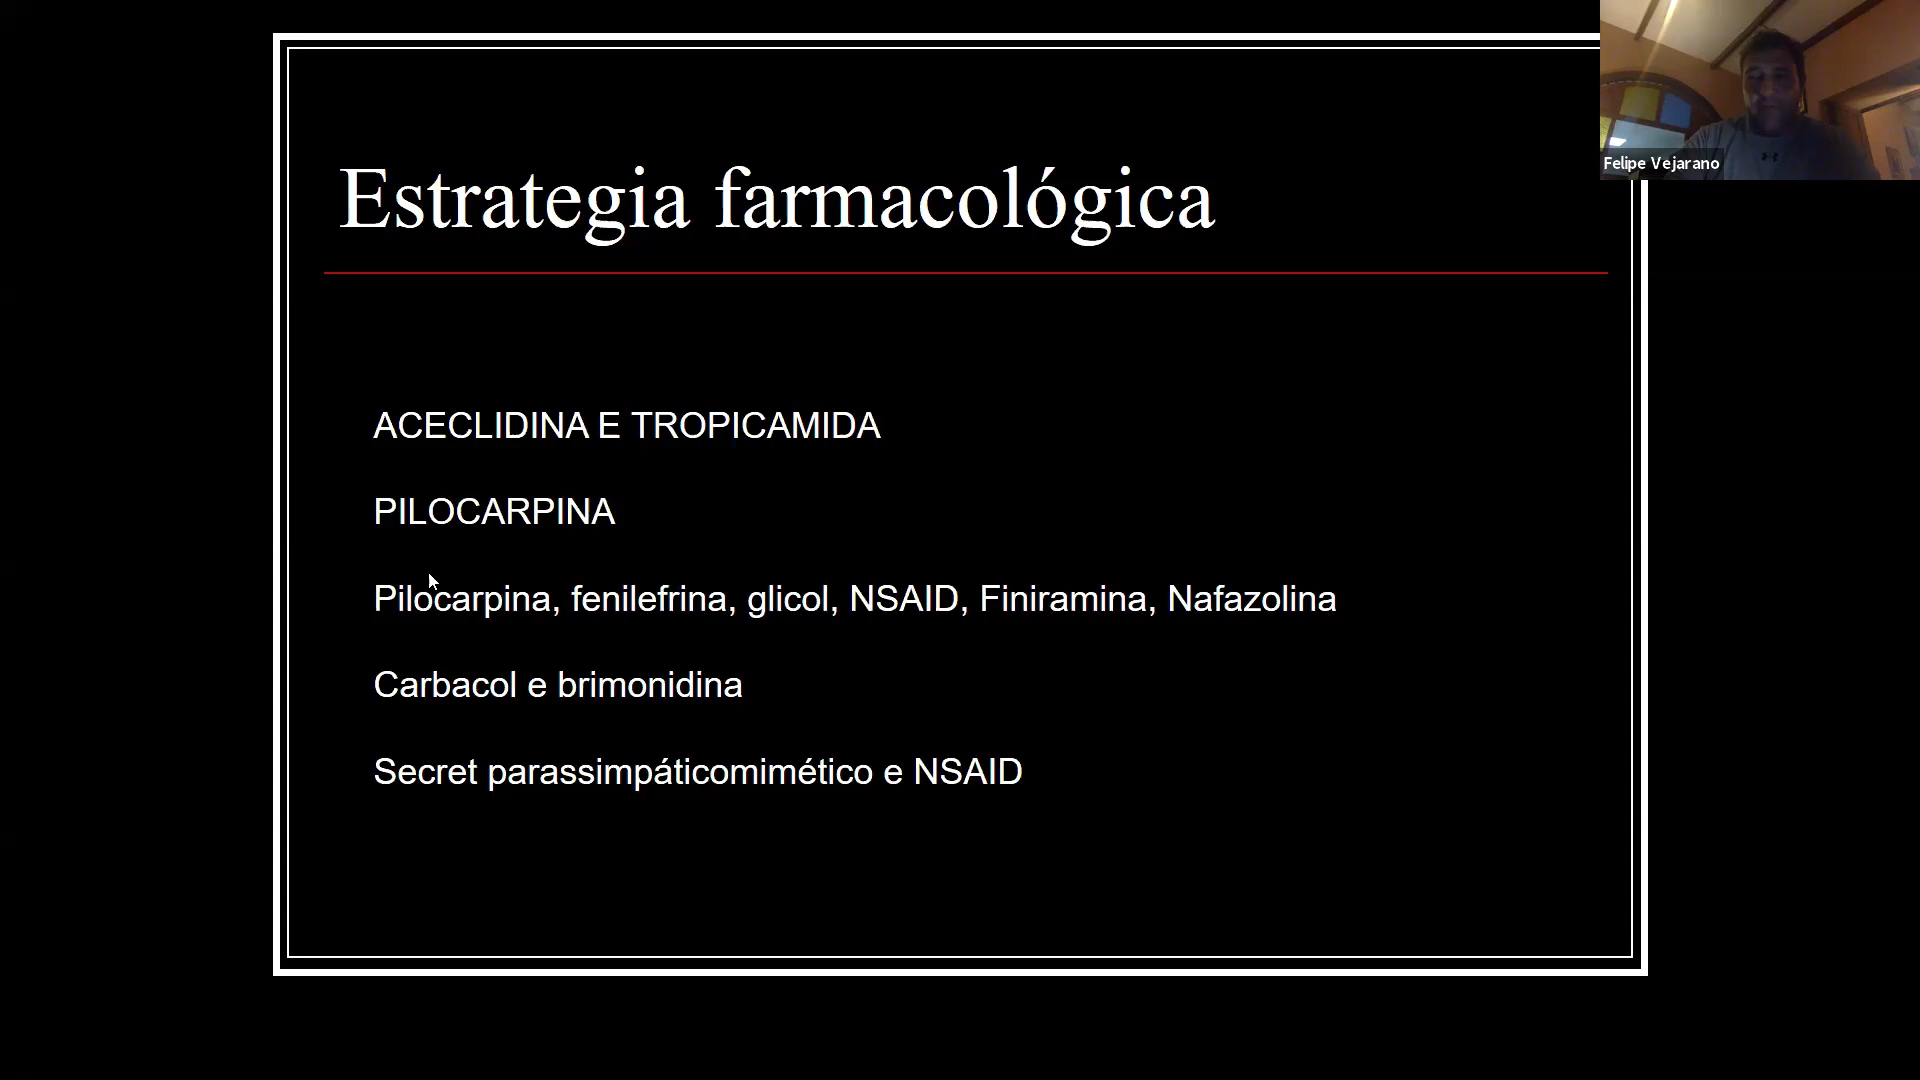 Estrategia farmacológica
ACECLIDINA E TROPICAMIDA
PILOCARPINA
Pilocarpina, fenilefrina, glicol, NSAID, Finiramina, Nafazolina
Carbacol e brimonidina
Secret parassimpáticomimético e NSAID
Felipe Vejarano